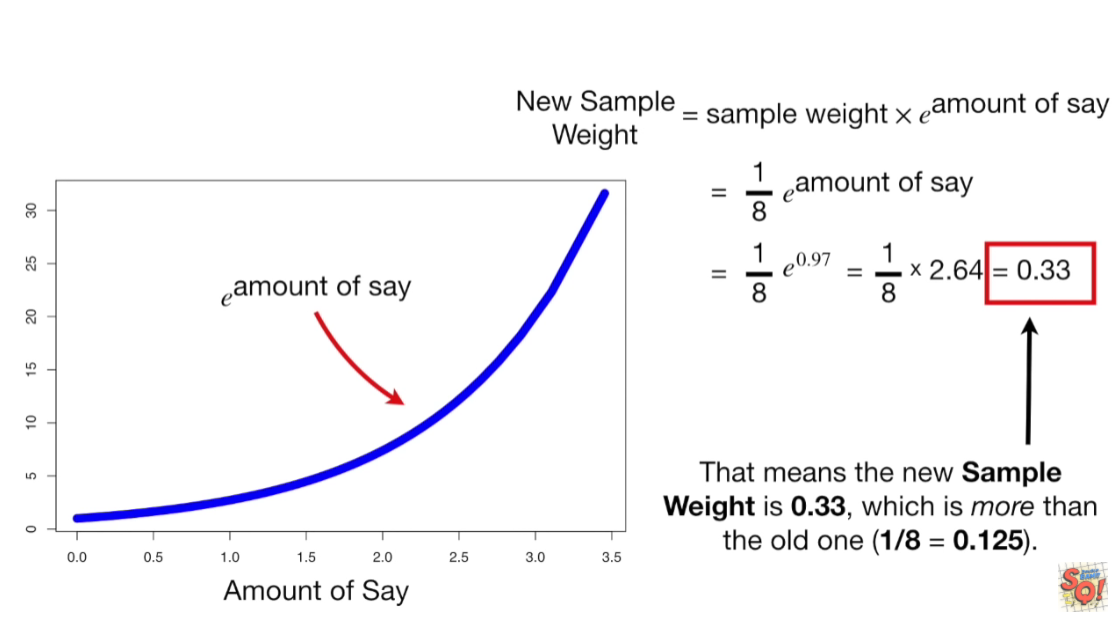 New Sample
Weight
= sample weight × e^amount of say
= 1/8 e^amount of say
= 1/8 e^0.97 = 1/8 × 2.64 = 0.33
30
25
20
15
10
5
0
e^amount of say
0.0 0.5 1.0 1.5 2.0 2.5 3.0 3.5
Amount of Say
That means the new Sample
Weight is 0.33, which is more than
the old one (1/8 = 0.125).
SQ!